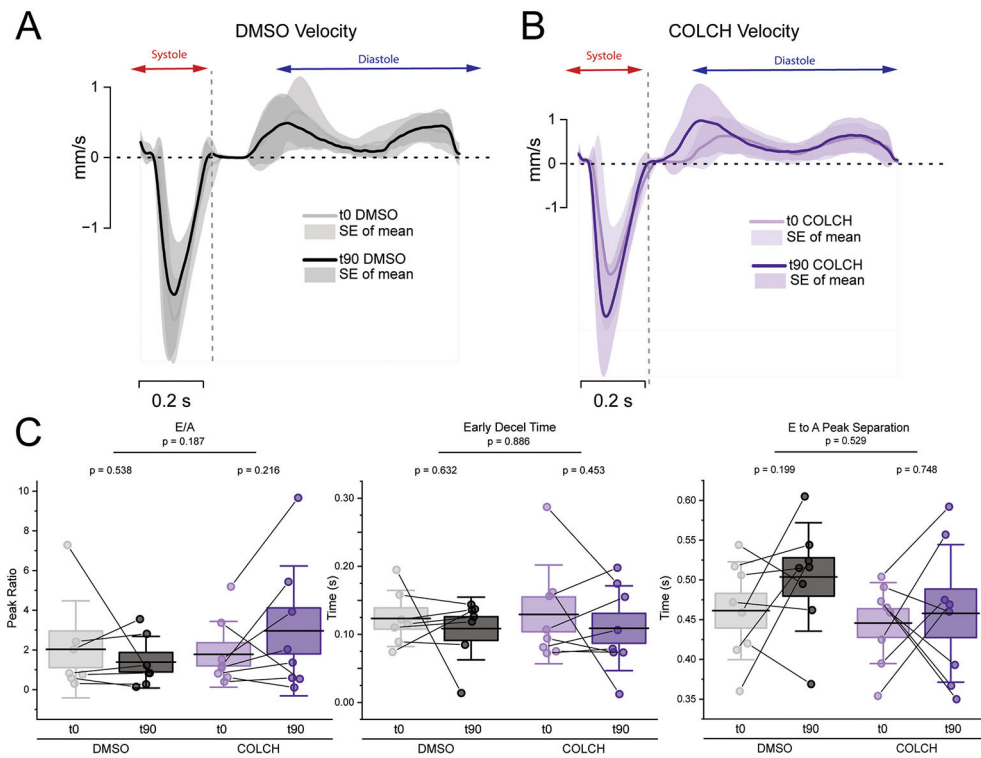 A
DMSO Velocity
Systole
Diastole
1
0
−1
mm/s
t0 DMSO
SE of mean
t90 DMSO
SE of mean
0.2 s
B
COLCH Velocity
Systole
Diastole
1
0
−1
mm/s
t0 COLCH
SE of mean
t90 COLCH
SE of mean
0.2 s
C
E/A
p = 0.187
p = 0.538
p = 0.216
Peak Ratio
10
8
6
4
2
0
t0
t90
t0
t90
DMSO
COLCH
Early Decel Time
p = 0.886
p = 0.632
p = 0.453
Time (s)
0.30
0.20
0.10
0.00
t0
t90
t0
t90
DMSO
COLCH
E to A Peak Separation
p = 0.529
p = 0.199
p = 0.748
Time (s)
0.60
0.55
0.50
0.45
0.40
0.35
t0
t90
t0
t90
DMSO
COLCH